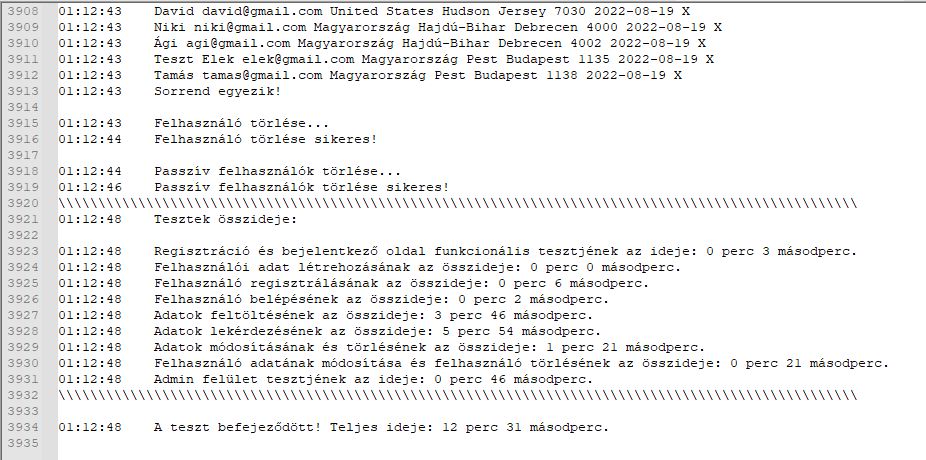 3908 01:12:43 David david@gmail.com United States Hudson Jersey 7030 2022-08-19 X
3909 01:12:43 Niki niki@gmail.com Magyarország Hajdú-Bihar Debrecen 4000 2022-08-19 X
3910 01:12:43 Ági agi@gmail.com Magyarország Hajdú-Bihar Debrecen 4002 2022-08-19 X
3911 01:12:43 Teszt Elek elek@gmail.com Magyarország Pest Budapest 1135 2022-08-19 X
3912 01:12:43 Tamás tamas@gmail.com Magyarország Pest Budapest 1138 2022-08-19 X
3913 01:12:43 Sorrend egyezik!
3914
3915 01:12:43 Felhasználó törlése...
3916 01:12:44 Felhasználó törlése sikeres!
3917
3918 01:12:44 Passzív felhasználók törlése...
3919 01:12:46 Passzív felhasználók törlése sikeres!
3920 \\\\\\\\\\\\\\\\\\\\\\\\\\\\\\\\\\\\\\\\\\\\\\\\\\\\\\\\\\\\\\\\\\\\\\\\\\\\\\\\\\\\\\\\\\\\\\\\\\\\
3921 01:12:48 Tesztek összideje:
3922
3923 01:12:48 Regisztráció és bejelentkező oldal funkcionális tesztjének az ideje: 0 perc 3 másodperc.
3924 01:12:48 Felhasználói adat létrehozásának az összideje: 0 perc 0 másodperc.
3925 01:12:48 Felhasználó regisztrálásának az összideje: 0 perc 6 másodperc.
3926 01:12:48 Felhasználó belépésének az összideje: 0 perc 2 másodperc.
3927 01:12:48 Adatok feltöltésének az összideje: 3 perc 46 másodperc.
3928 01:12:48 Adatok lekérdezésének az összideje: 5 perc 54 másodperc.
3929 01:12:48 Adatok módosításának és törlésének az összideje: 1 perc 21 másodperc.
3930 01:12:48 Felhasználó adatának módosítása és felhasználó törlésének az összideje: 0 perc 21 másodperc.
3931 01:12:48 Admin felület tesztjének az ideje: 0 perc 46 másodperc.
3932 \\\\\\\\\\\\\\\\\\\\\\\\\\\\\\\\\\\\\\\\\\\\\\\\\\\\\\\\\\\\\\\\\\\\\\\\\\\\\\\\\\\\\\\\\\\\\\\\\\\\
3933
3934 01:12:48 A teszt befejeződött! Teljes ideje: 12 perc 31 másodperc.
3935